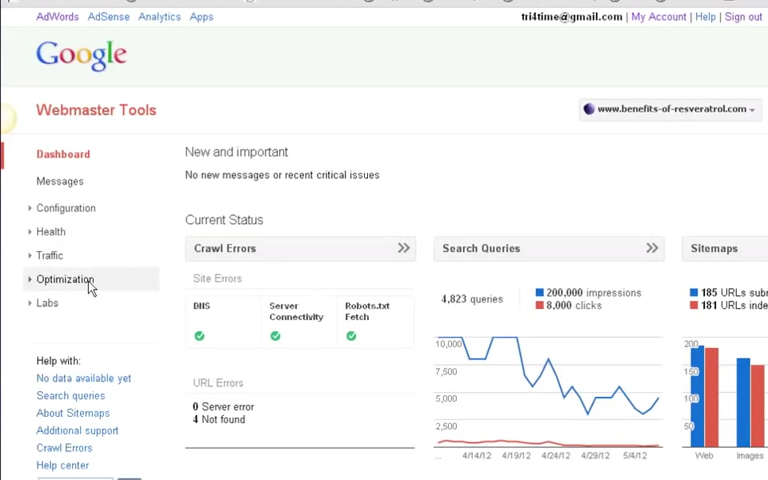 AdWords AdSense Analytics Apps
tri4time@gmail.com | My Account | Help | Sign out
Google
Webmaster Tools
www.benefits-of-resveratrol.com
Dashboard
Messages
Configuration
Health
Traffic
Optimization
Labs
Help with:
No data available yet
Search queries
About Sitemaps
Additional support
Crawl Errors
Help center
New and important
No new messages or recent critical issues
Current Status
Crawl Errors
Site Errors
DNS
Server Connectivity
Robots.txt Fetch
URL Errors
0 Server error
4 Not found
Search Queries
4,823 queries
200,000 impressions
8,000 clicks
10,000
7,500
5,000
2,500
... 4/14/12 4/19/12 4/24/12 4/29/12 5/4/12
Sitemaps
185 URLs sub
181 URLs inde
200
150
100
50
Web Images